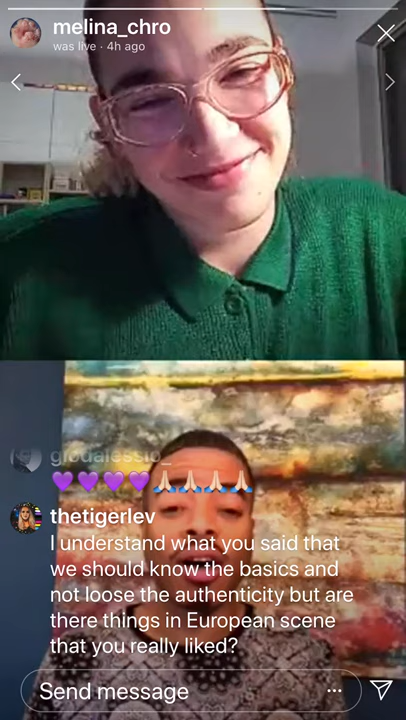 melina_chro
was live · 4h ago
giodalessio_
💜💜💜💜🙏🏻🙏🏻🙏🏻🙏🏻
thetigerlev
I understand what you said that
we should know the basics and
not loose the authenticity but are
there things in European scene
that you really liked?
Send message